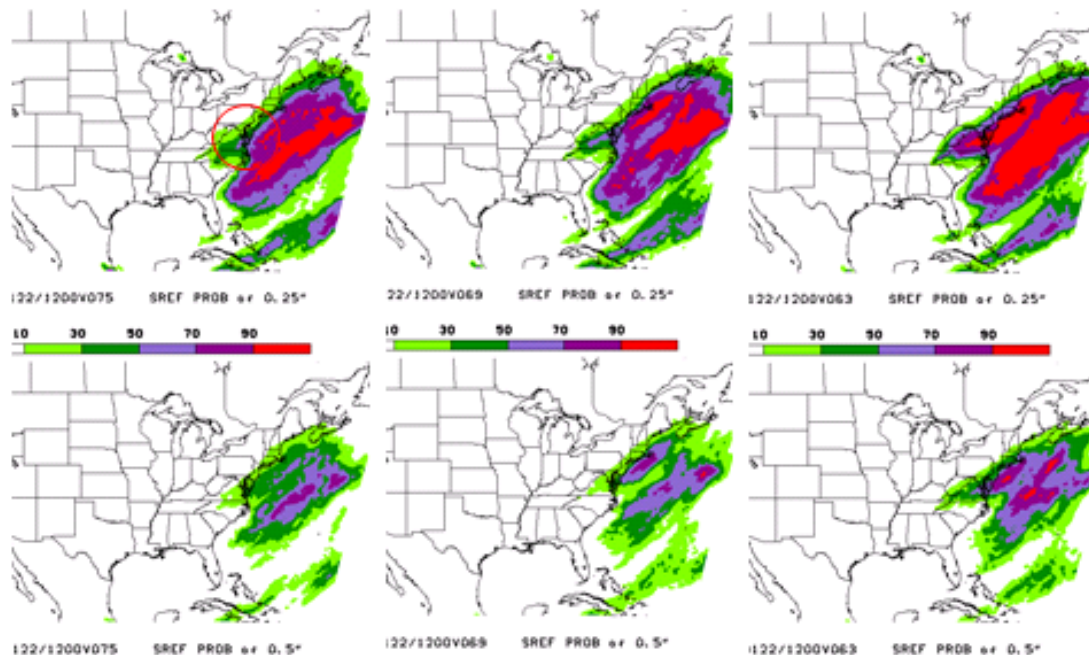 122/1200V075 SREF PROB of 0.25"
22/1200V069 SREF PROB of 0.25"
122/1200V063 SREF PROB of 0.25"
10 30 50 70 90
10 30 50 70 90
10 30 50 70 90
122/1200V075 SREF PROB of 0.5"
122/1200V069 SREF PROB of 0.5"
0122/1200V063 SREF PROB of 0.5"